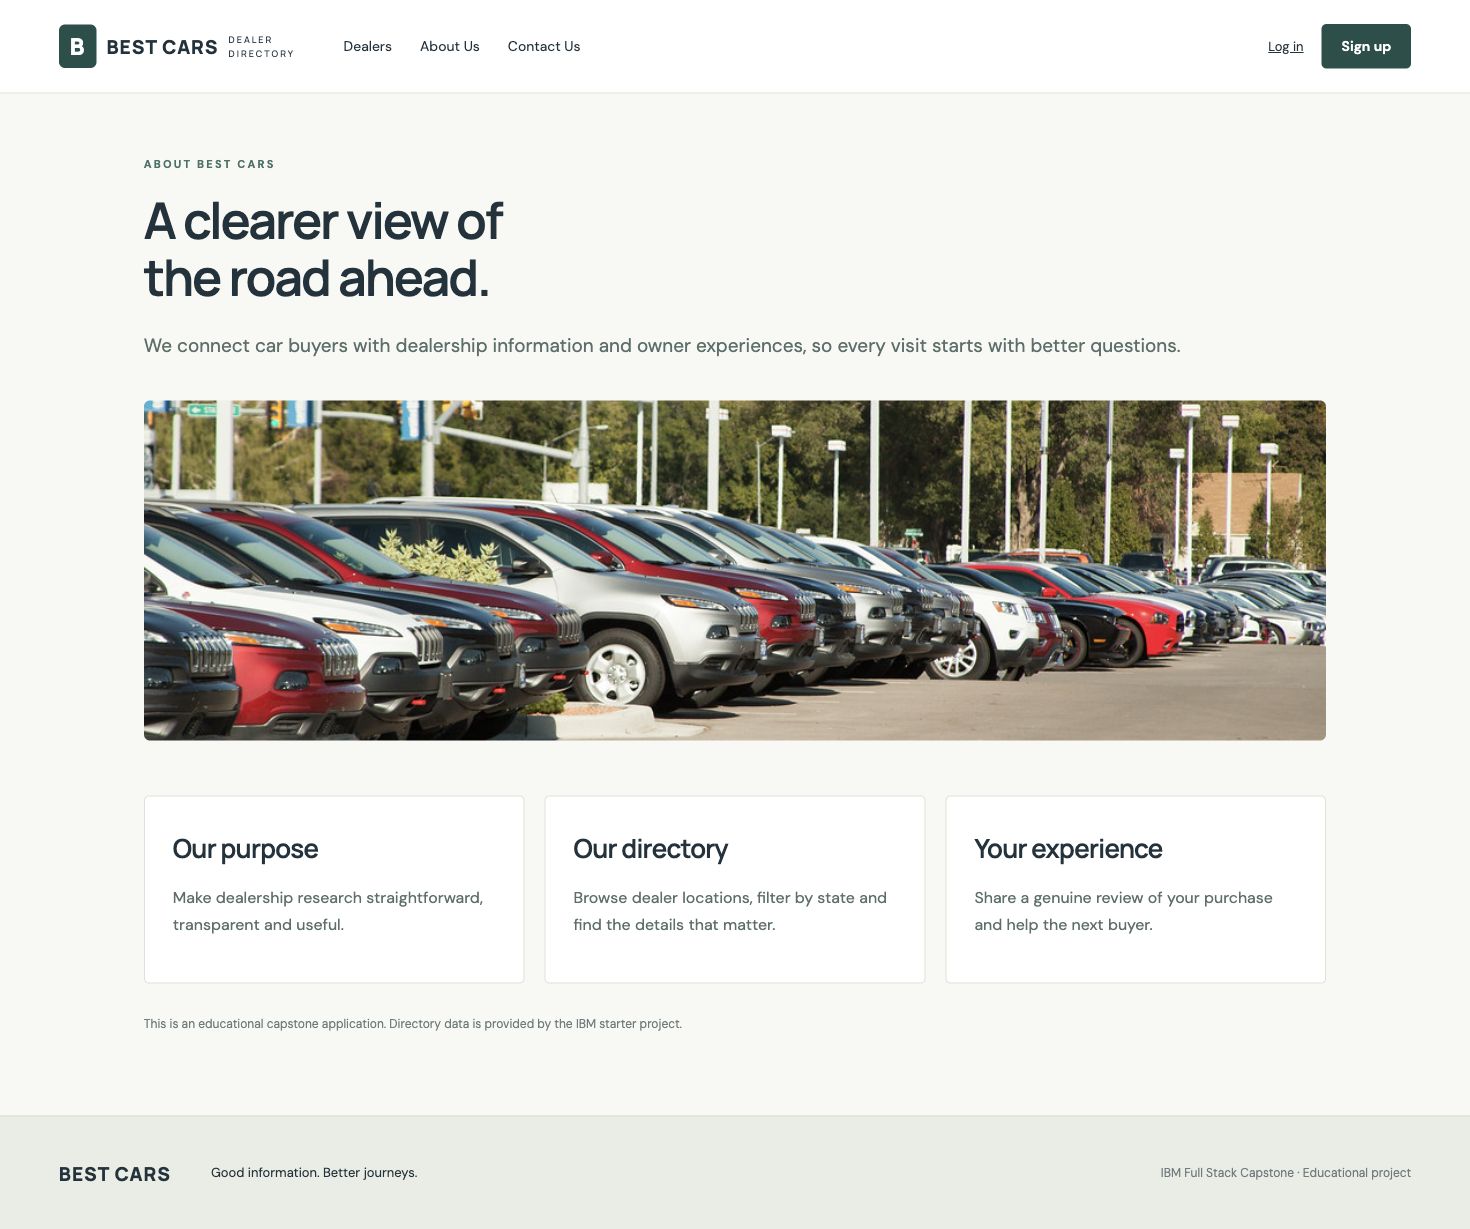 B BEST CARS DEALER DIRECTORY Dealers About Us Contact Us Log in Sign up
ABOUT BEST CARS
A clearer view of
the road ahead.
We connect car buyers with dealership information and owner experiences, so every visit starts with better questions.
Our purpose
Make dealership research straightforward,
transparent and useful.
Our directory
Browse dealer locations, filter by state and
find the details that matter.
Your experience
Share a genuine review of your purchase
and help the next buyer.
This is an educational capstone application. Directory data is provided by the IBM starter project.
BEST CARS Good information. Better journeys. IBM Full Stack Capstone · Educational project